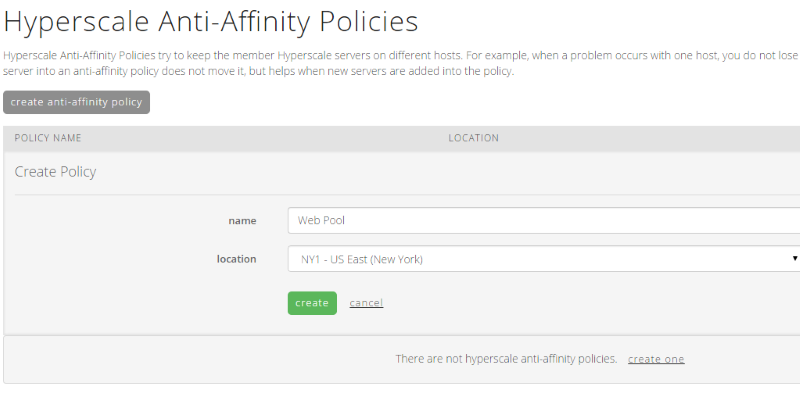 Hyperscale Anti-Affinity Policies
Hyperscale Anti-Affinity Policies try to keep the member Hyperscale servers on different hosts. For example, when a problem occurs with one host, you do not lose
server into an anti-affinity policy does not move it, but helps when new servers are added into the policy.
create anti-affinity policy
POLICY NAME LOCATION
Create Policy
name Web Pool
location NY1 - US East (New York)
create cancel
There are not hyperscale anti-affinity policies. create one